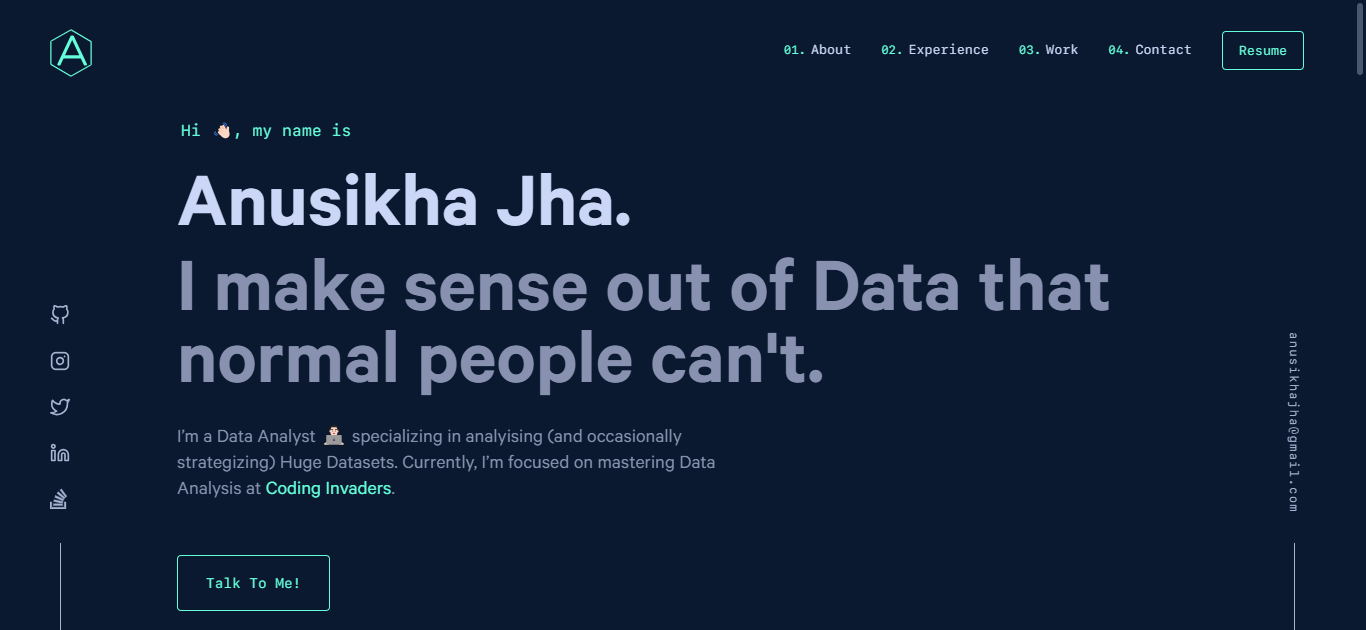 A
01. About 02. Experience 03. Work 04. Contact Resume
Hi 👋🏻, my name is
Anusikha Jha.
I make sense out of Data that
normal people can't.
I'm a Data Analyst 👨🏻‍💻 specializing in analyising (and occasionally
strategizing) Huge Datasets. Currently, I'm focused on mastering Data
Analysis at Coding Invaders.
Talk To Me!
anusikhajha@gmail.com